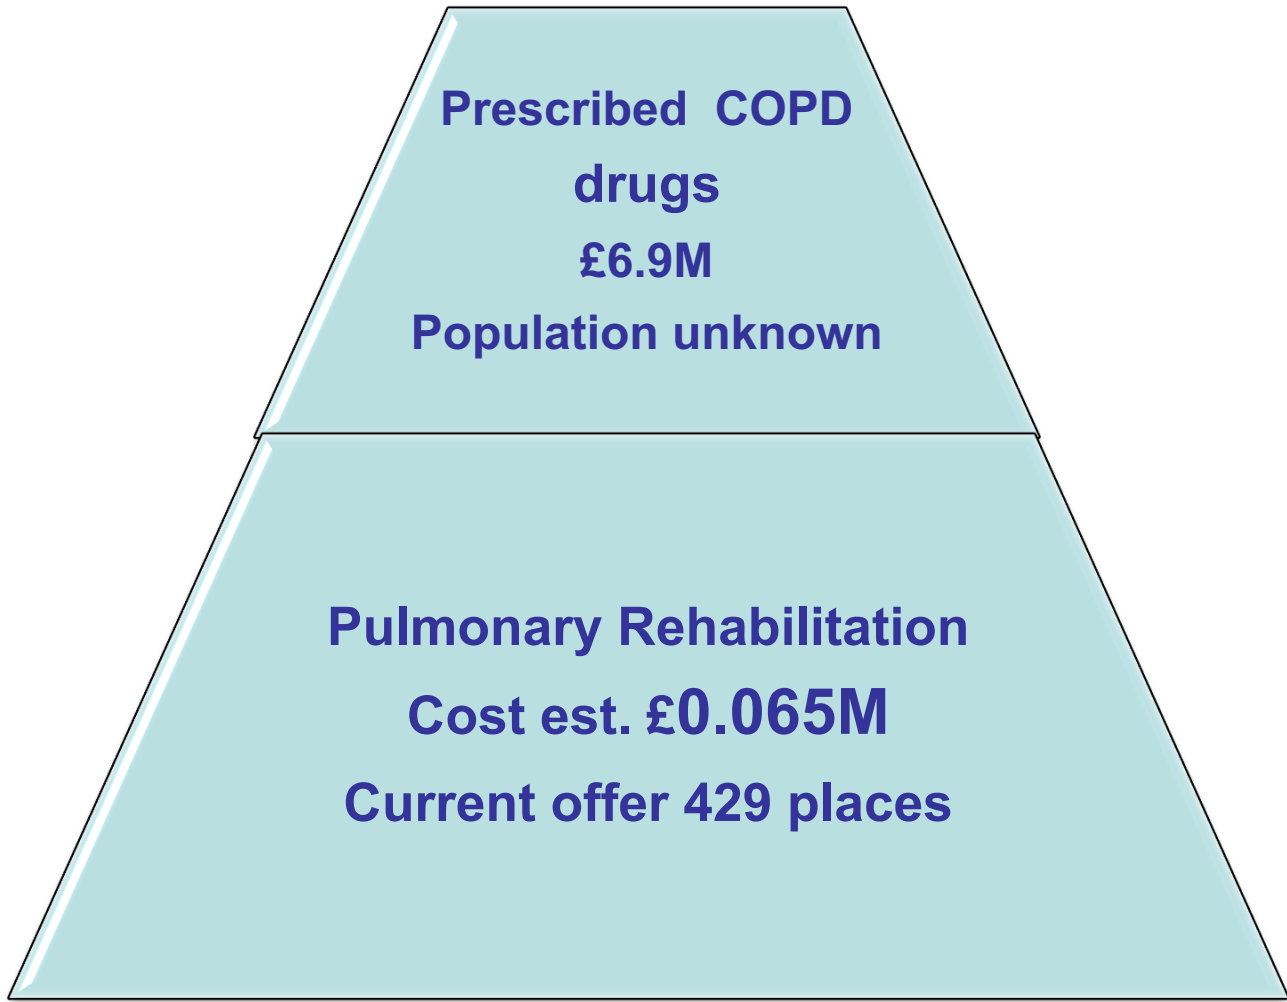 Prescribed  COPD
drugs
£6.9M
Population unknown
Pulmonary Rehabilitation
Cost est. £0.065M
Current offer 429 places